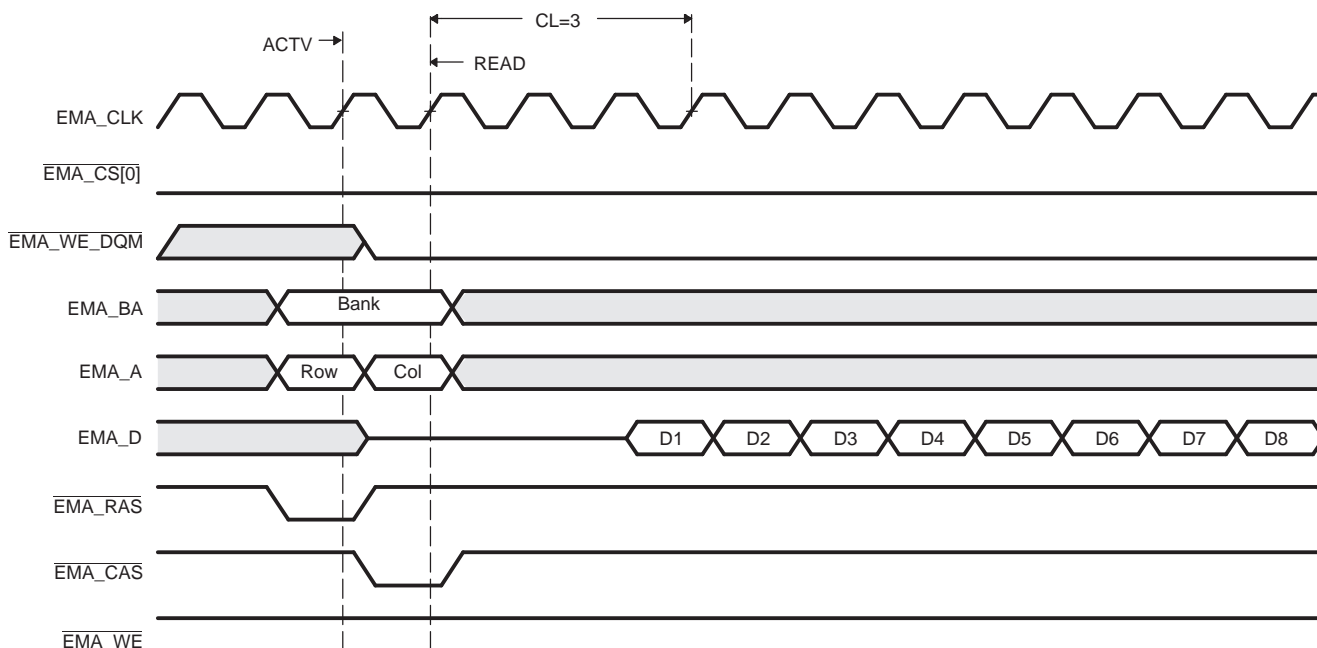 CL=3
ACTV
READ
EMA_CLK
EMA_CS[0]
EMA_WE_DQM
EMA_BA
Bank
EMA_A
Row Col
EMA_D
D1 D2 D3 D4 D5 D6 D7 D8
EMA_RAS
EMA_CAS
EMA_WE